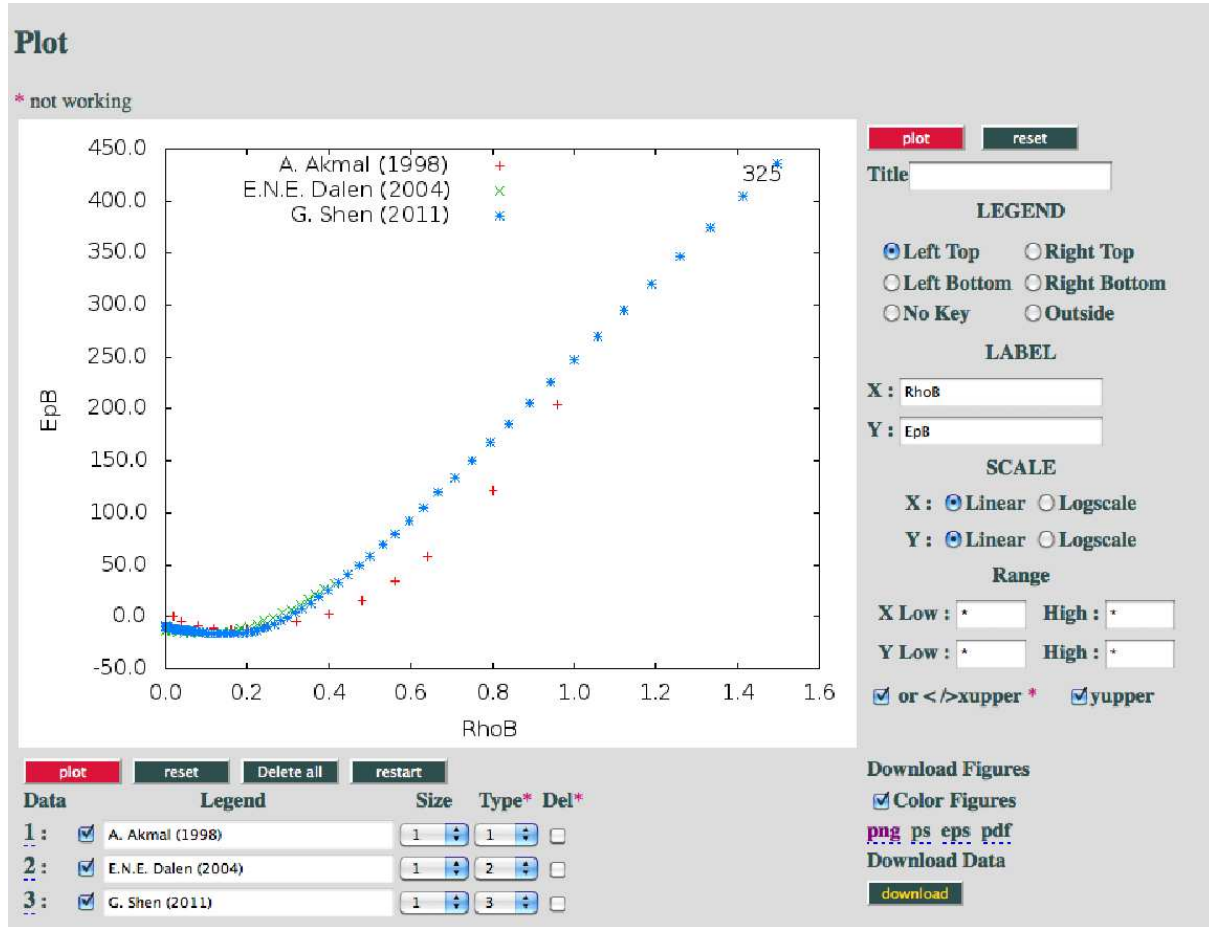 Plot
* not working
450.0
400.0
350.0
300.0
250.0
200.0
150.0
100.0
50.0
0.0
-50.0
EpB
A. Akmal (1998)
E.N.E. Dalen (2004)
G. Shen (2011)
325
0.0 0.2 0.4 0.6 0.8 1.0 1.2 1.4 1.6
RhoB
plot reset
Title
LEGEND
Left Top Right Top
Left Bottom Right Bottom
No Key Outside
LABEL
X : RhoB
Y : EpB
SCALE
X : Linear Logscale
Y : Linear Logscale
Range
X Low : * High : *
Y Low : * High : *
or </>xupper * yupper
plot reset Delete all restart
Data Legend Size Type* Del*
1 : A. Akmal (1998) 1 1
2 : E.N.E. Dalen (2004) 1 2
3 : G. Shen (2011) 1 3
Download Figures
Color Figures
png ps eps pdf
Download Data
download